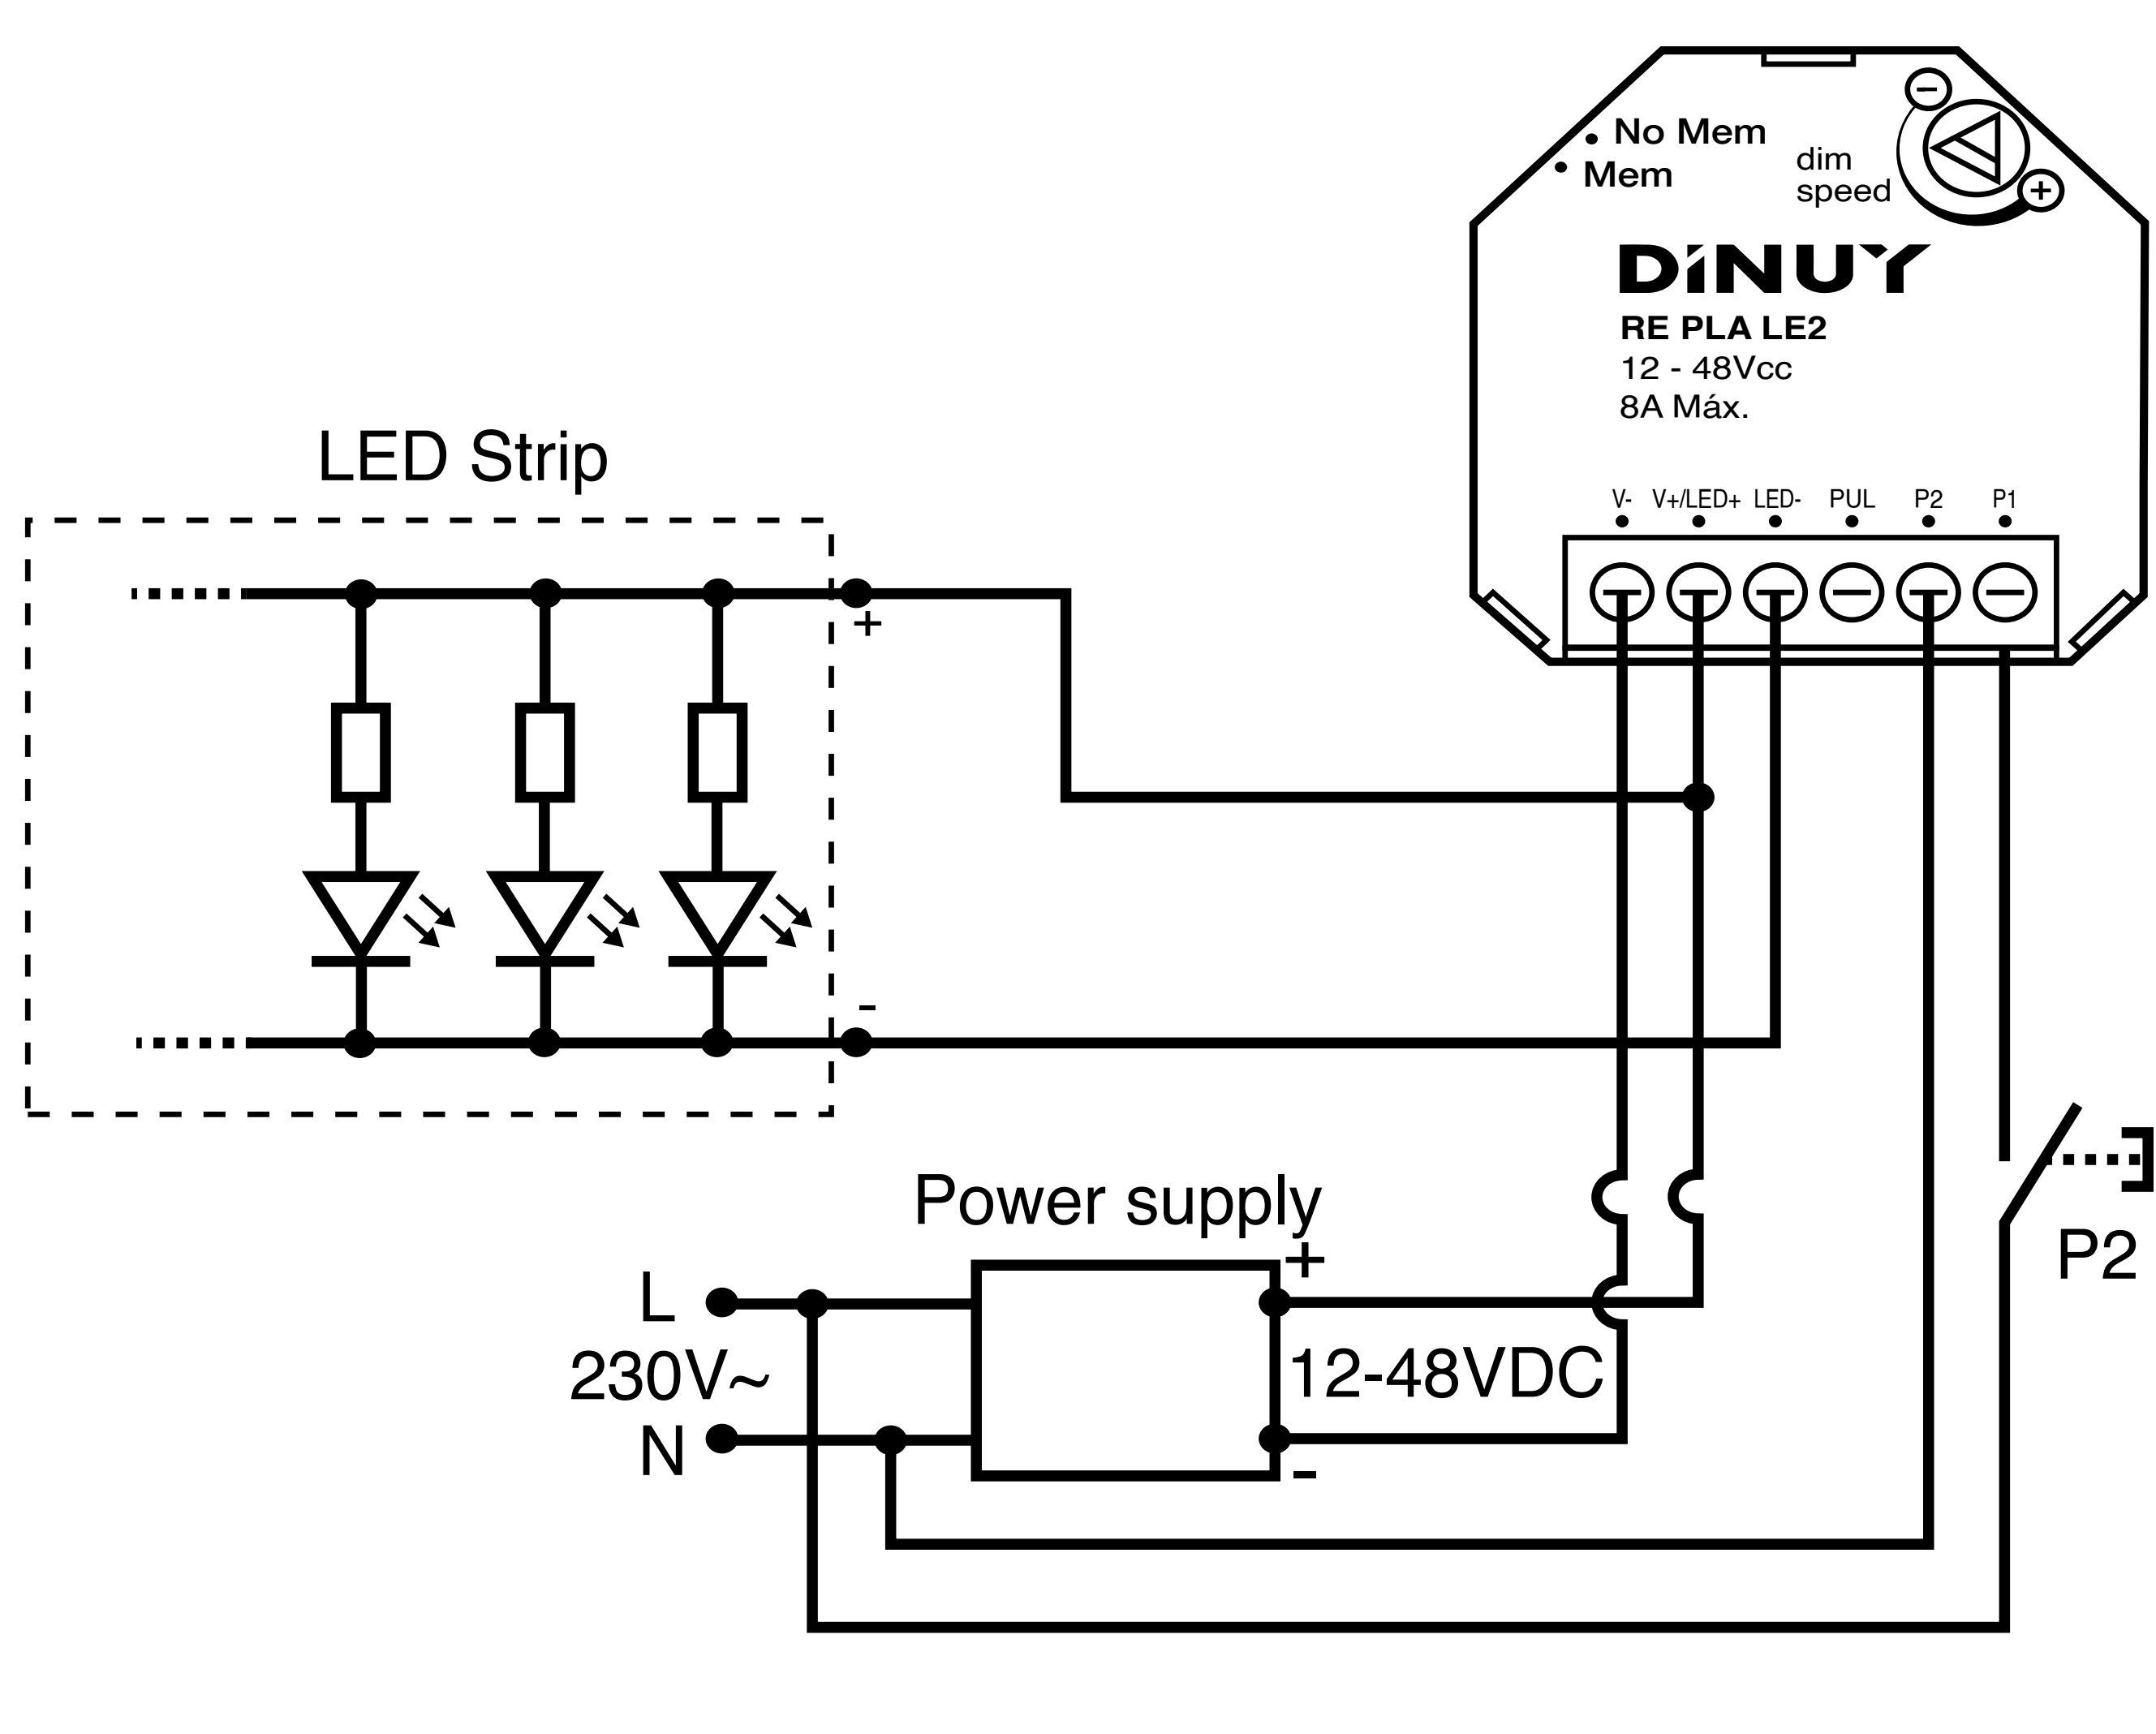 No Mem
Mem
dim
speed
DINUY
RE PLA LE2
12 - 48Vcc
8A Máx.
V- V+/LED+ LED- PUL P2 P1
LED Strip
+
-
Power supply
+
L
230V~
N
12-48VDC
-
P2